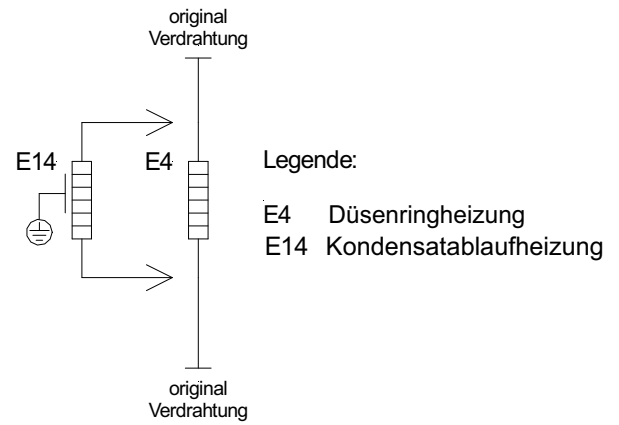 original
Verdrahtung
E14
E4
Legende:
E4 Düsenringheizung
E14 Kondensatablaufheizung
original
Verdrahtung